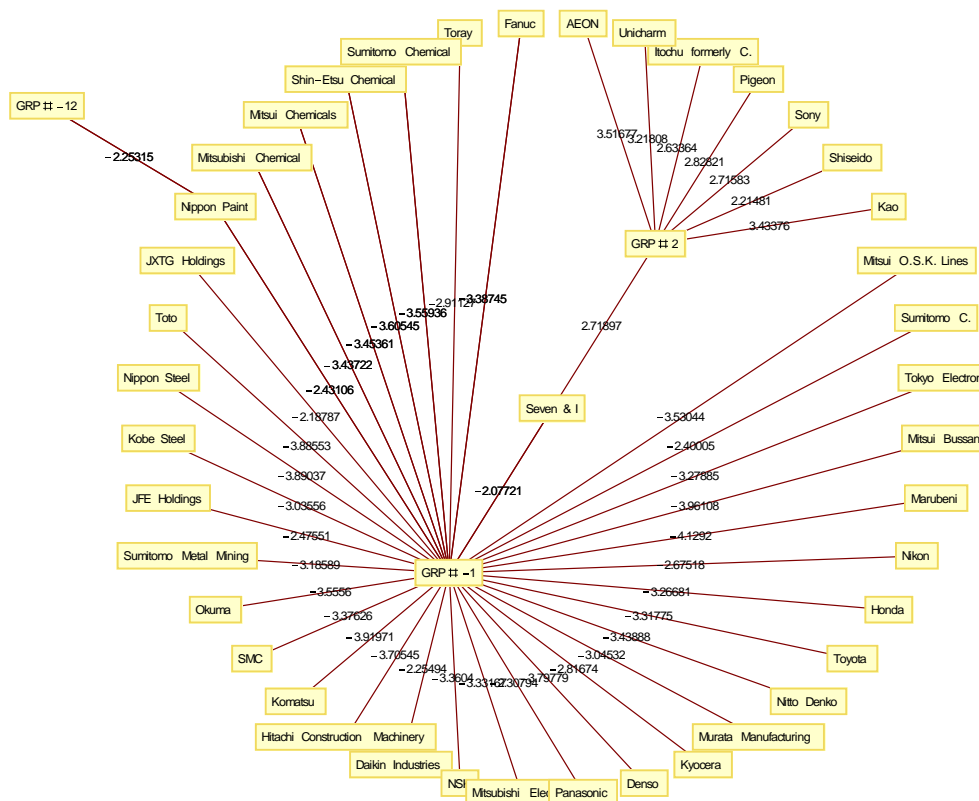 Fanuc
AEON
Toray
Unicharm
Sumitomo Chemical
Itochu formerly C.
Shin-Etsu Chemical
Pigeon
GRP # -12
Mitsui Chemicals
Sony
3.51677
3.21808
2.63364
-2.25315
Mitsubishi Chemical
2.82821
Shiseido
2.71583
2.21481
Nippon Paint
Kao
3.43376
GRP # 2
JXTG Holdings
Mitsui O.S.K. Lines
-2.91127
-3.38745
-3.55936
Toto
Sumitomo C.
-3.60545
2.71897
-3.45361
-3.43722
Nippon Steel
Tokyo Electron
-2.43106
Seven & I
-2.18787
-3.53044
Kobe Steel
Mitsui Bussan
-3.88553
-2.40005
-3.89037
-3.27885
-2.07721
JFE Holdings
Marubeni
-3.03556
-3.96108
-2.47551
-4.1292
Sumitomo Metal Mining
Nikon
-3.18589
GRP # -1
-2.67518
-3.5556
-3.26681
Okuma
Honda
-3.37626
-3.31775
-3.91971
-3.43888
SMC
Toyota
-3.70545
-3.04532
-2.25494
-3.3604
-3.79779
-2.81674
Komatsu
Nitto Denko
Hitachi Construction Machinery
Murata Manufacturing
Daikin Industries
Kyocera
Panasonic
Denso